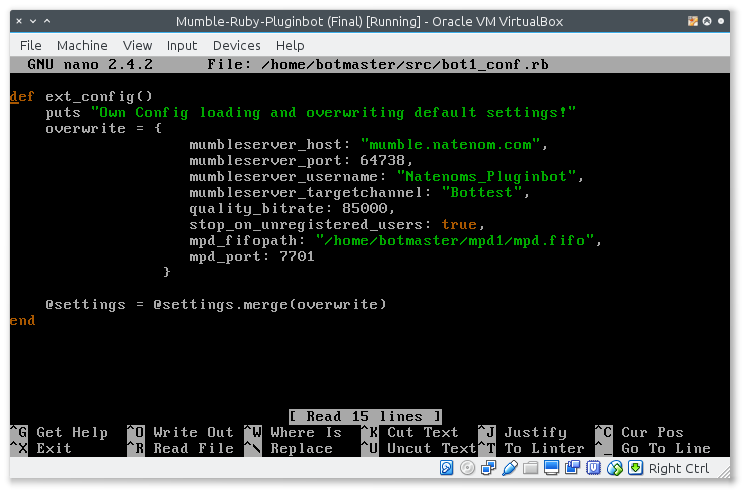 Mumble-Ruby-Pluginbot (Final) [Running] - Oracle VM VirtualBox
File Machine View Input Devices Help
GNU nano 2.4.2 File: /home/botmaster/src/bot1_conf.rb
def ext_config()
puts "Own Config loading and overwriting default settings!"
overwrite = {
mumbleserver_host: "mumble.natenom.com",
mumbleserver_port: 64738,
mumbleserver_username: "Natenoms_Pluginbot",
mumbleserver_targetchannel: "Bottest",
quality_bitrate: 85000,
stop_on_unregistered_users: true,
mpd_fifopath: "/home/botmaster/mpd1/mpd.fifo",
mpd_port: 7701
}
@settings = @settings.merge(overwrite)
end
[ Read 15 lines ]
^G Get Help ^O Write Out ^W Where Is ^K Cut Text ^J Justify ^C Cur Pos
^X Exit ^R Read File ^\ Replace ^U Uncut Text ^T To Linter ^_ Go To Line
Right Ctrl